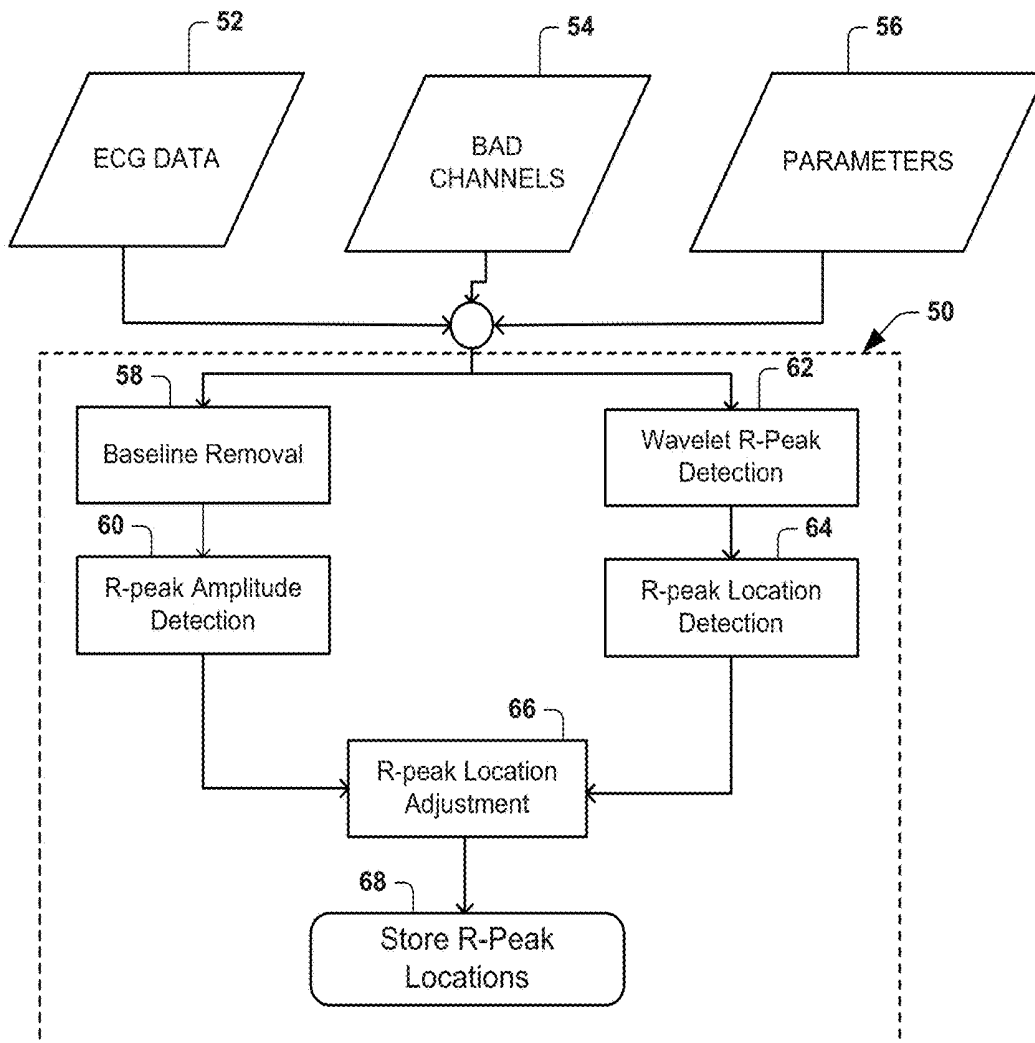 52
54
56
ECG DATA
BAD
CHANNELS
PARAMETERS
50
58
62
Baseline Removal
Wavelet R-Peak
Detection
60
64
R-peak Amplitude
Detection
R-peak Location
Detection
66
R-peak Location
Adjustment
68
Store R-Peak
Locations